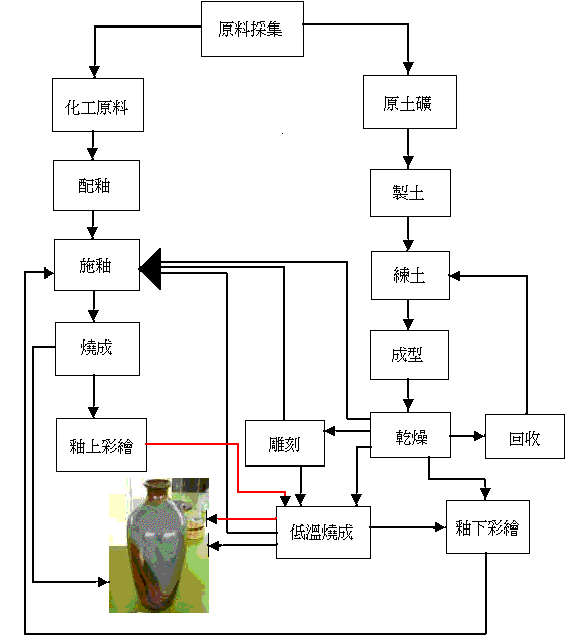 原料採集
化工原料
原土礦
配釉
製土
施釉
練土
燒成
成型
釉上彩繪
雕刻
乾燥
回收
低溫燒成
釉下彩繪